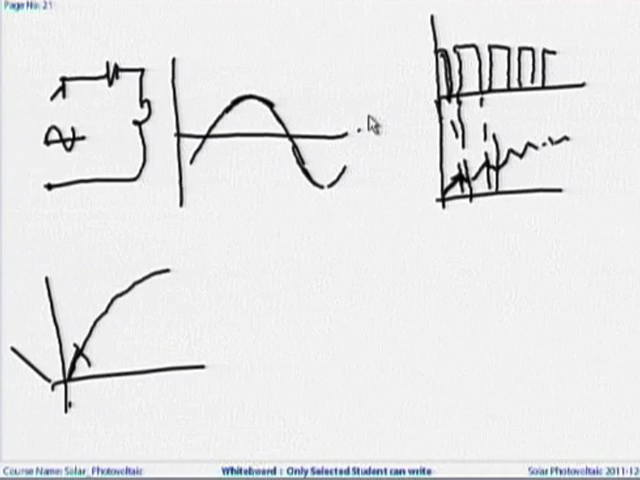 Page No: 21
Course Name: Solar_Photovoltaic
Whiteboard : Only Selected Student can write
Solar Photovoltaic 2011-12